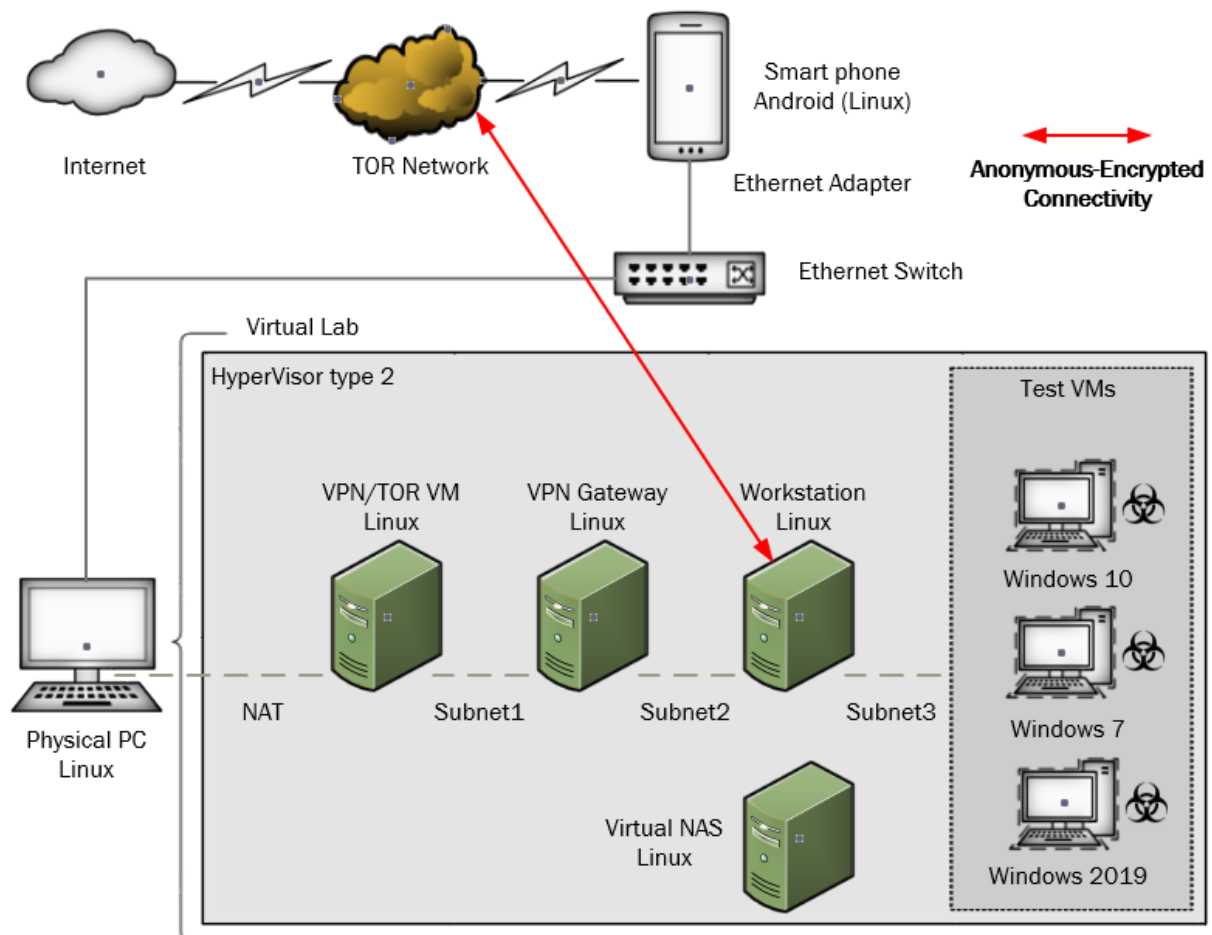 Internet
TOR Network
Smart phone
Android (Linux)
Ethernet Adapter
Anonymous-Encrypted
Connectivity
Ethernet Switch
Virtual Lab
HyperVisor type 2
Test VMs
VPN/TOR VM
Linux
VPN Gateway
Linux
Workstation
Linux
Windows 10
NAT
Subnet1
Subnet2
Subnet3
Windows 7
Physical PC
Linux
Virtual NAS
Linux
Windows 2019